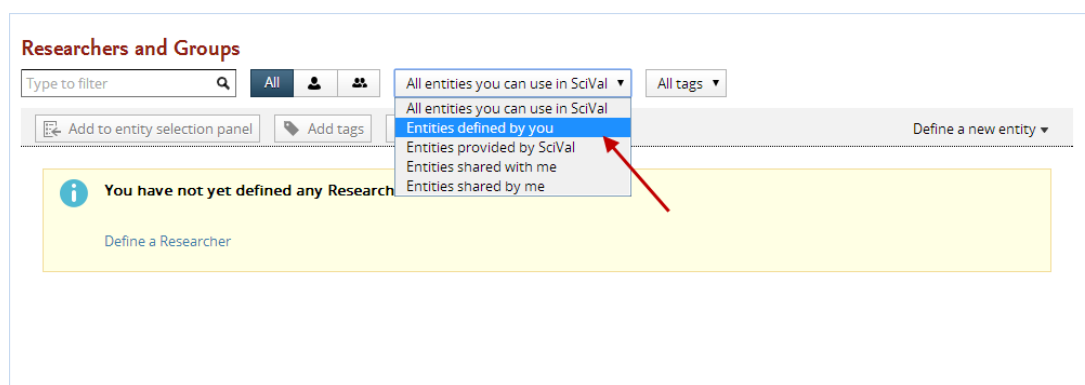 Researchers and Groups
Type to filter All All entities you can use in SciVal All tags
All entities you can use in SciVal
Add to entity selection panel Add tags Entities defined by you Define a new entity
Entities provided by SciVal
Entities shared with me
You have not yet defined any Research Entities shared by me
Define a Researcher